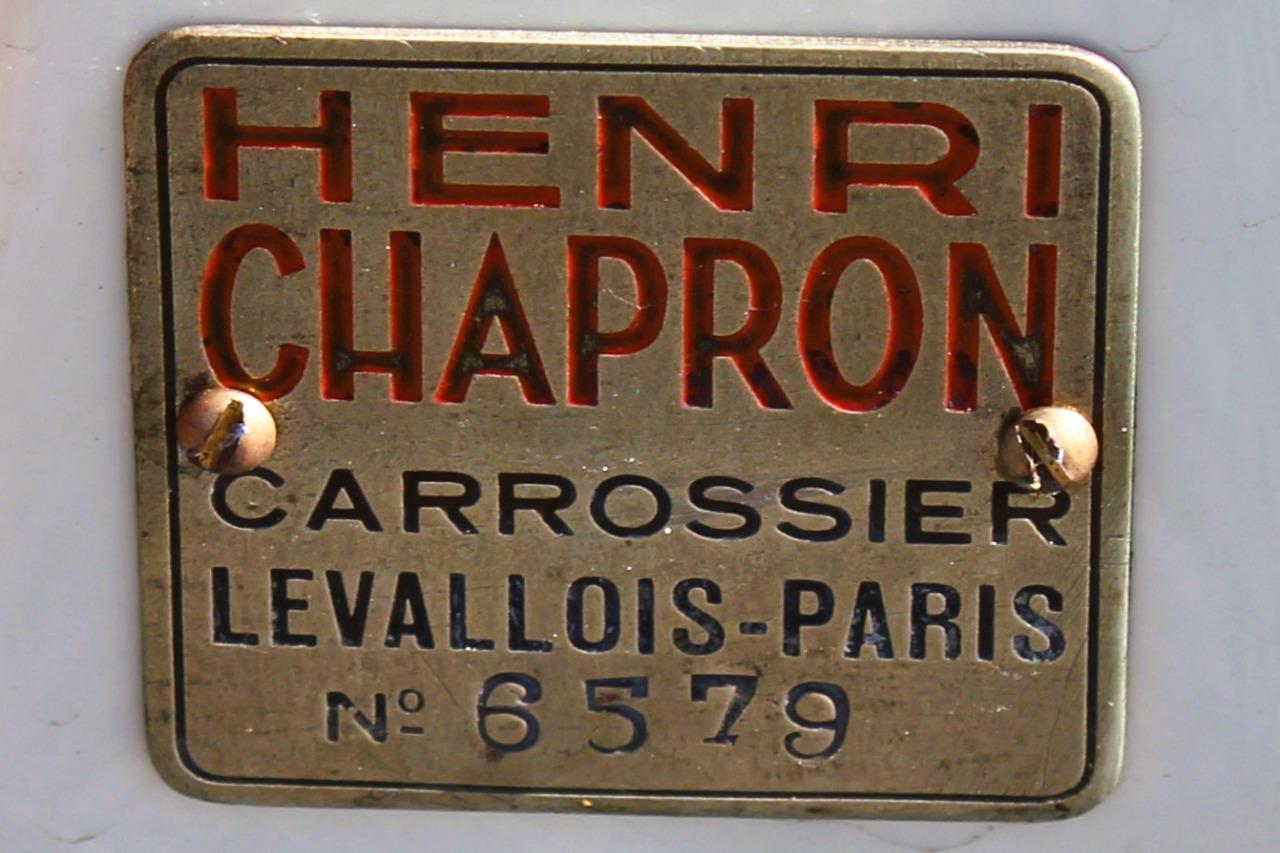 HENRI
CHAPRON
CARROSSIER
LEVALLOIS-PARIS
Nº 6579